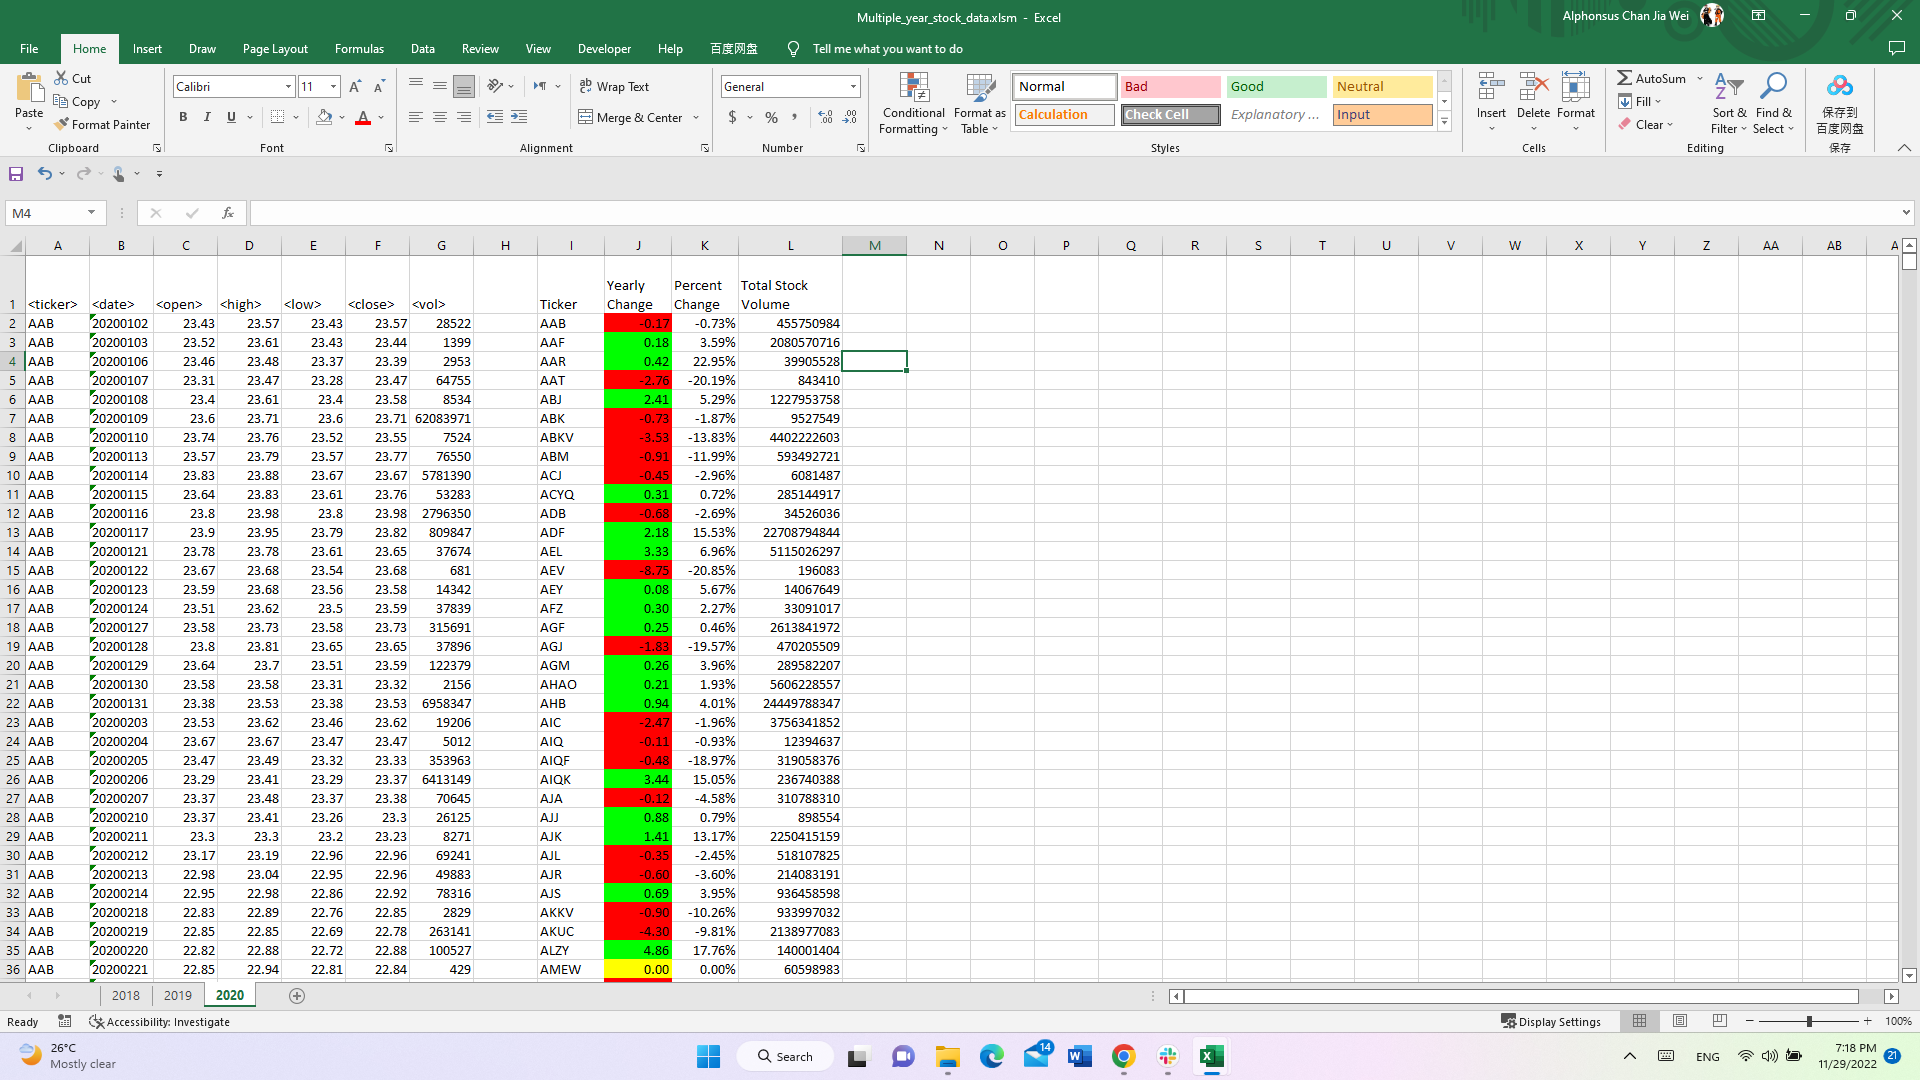 Multiple_year_stock_data.xlsm - Excel
Alphonsus Chan Jia Wei
File Home Insert Draw Page Layout Formulas Data Review View Developer Help 百度网盘 Tell me what you want to do
Paste
Cut
Copy
Format Painter
Clipboard
Calibri 11
B I U
Font
Wrap Text
Merge & Center
Alignment
General
$ %
Number
Conditional Formatting
Format as Table
Normal Bad Good Neutral
Calculation Check Cell Explanatory ... Input
Styles
Insert Delete Format
Cells
AutoSum
Fill
Clear
Sort & Filter
Find & Select
Editing
保存到
百度网盘
保存
M4 fx
A B C D E F G H I J K L M N O P Q R S T U V W X Y Z AA AB A
1 <ticker> <date> <open> <high> <low> <close> <vol> Ticker Yearly Change Percent Change Total Stock Volume
2 AAB 20200102 23.43 23.57 23.43 23.57 28522 AAB -0.17 -0.73% 455750984
3 AAB 20200103 23.52 23.61 23.43 23.44 1399 AAF 0.18 3.59% 2080570716
4 AAB 20200106 23.46 23.48 23.37 23.39 2953 AAR 0.42 22.95% 39905528
5 AAB 20200107 23.31 23.47 23.28 23.47 64755 AAT -2.76 -20.19% 843410
6 AAB 20200108 23.4 23.61 23.4 23.58 8534 ABJ 2.41 5.29% 1227953758
7 AAB 20200109 23.6 23.71 23.6 23.71 62083971 ABK -0.73 -1.87% 9527549
8 AAB 20200110 23.74 23.76 23.52 23.55 7524 ABKV -3.53 -13.83% 4402222603
9 AAB 20200113 23.57 23.79 23.57 23.77 76550 ABM -0.91 -11.99% 593492721
10 AAB 20200114 23.83 23.88 23.67 23.67 5781390 ACJ -0.45 -2.96% 6081487
11 AAB 20200115 23.64 23.83 23.61 23.76 53283 ACYQ 0.31 0.72% 285144917
12 AAB 20200116 23.8 23.98 23.8 23.98 2796350 ADB -0.68 -2.69% 34526036
13 AAB 20200117 23.9 23.95 23.79 23.82 809847 ADF 2.18 15.53% 22708794844
14 AAB 20200121 23.78 23.78 23.61 23.65 37674 AEL 3.33 6.96% 5115026297
15 AAB 20200122 23.67 23.68 23.54 23.68 681 AEV -8.75 -20.85% 196083
16 AAB 20200123 23.59 23.68 23.56 23.58 14342 AEY 0.08 5.67% 14067649
17 AAB 20200124 23.51 23.62 23.5 23.59 37839 AFZ 0.30 2.27% 33091017
18 AAB 20200127 23.58 23.73 23.58 23.73 315691 AGF 0.25 0.46% 2613841972
19 AAB 20200128 23.8 23.81 23.65 23.65 37896 AGJ -1.83 -19.57% 470205509
20 AAB 20200129 23.64 23.7 23.51 23.59 122379 AGM 0.26 3.96% 289582207
21 AAB 20200130 23.58 23.58 23.31 23.32 2156 AHAO 0.21 1.93% 5606228557
22 AAB 20200131 23.38 23.53 23.38 23.53 6958347 AHB 0.94 4.01% 24449788347
23 AAB 20200203 23.53 23.62 23.46 23.62 19206 AIC -2.47 -1.96% 3756341852
24 AAB 20200204 23.67 23.67 23.47 23.47 5012 AIQ -0.11 -0.93% 12394637
25 AAB 20200205 23.47 23.49 23.32 23.33 353963 AIQF -0.48 -18.97% 319058376
26 AAB 20200206 23.29 23.41 23.29 23.37 6413149 AIQK 3.44 15.05% 236740388
27 AAB 20200207 23.37 23.48 23.37 23.38 70645 AJA -0.12 -4.58% 310788310
28 AAB 20200210 23.37 23.41 23.26 23.3 26125 AJJ 0.88 0.79% 898554
29 AAB 20200211 23.3 23.3 23.2 23.23 8271 AJK 1.41 13.17% 2250415159
30 AAB 20200212 23.17 23.19 22.96 22.96 69241 AJL -0.35 -2.45% 518107825
31 AAB 20200213 22.98 23.04 22.95 22.96 49883 AJR -0.60 -3.60% 214083191
32 AAB 20200214 22.95 22.98 22.86 22.92 78316 AJS 0.69 3.95% 936458598
33 AAB 20200218 22.83 22.89 22.76 22.85 2829 AKKV -0.90 -10.26% 933997032
34 AAB 20200219 22.85 22.85 22.69 22.78 263141 AKUC -4.30 -9.81% 2138977083
35 AAB 20200220 22.82 22.88 22.72 22.88 100527 ALZY 4.86 17.76% 140001404
36 AAB 20200221 22.85 22.94 22.81 22.84 429 AMEW 0.00 0.00% 60598983
2018 2019 2020
Ready Accessibility: Investigate Display Settings 100%
26°C
Mostly clear
Search
14
ENG
7:18 PM
11/29/2022
21